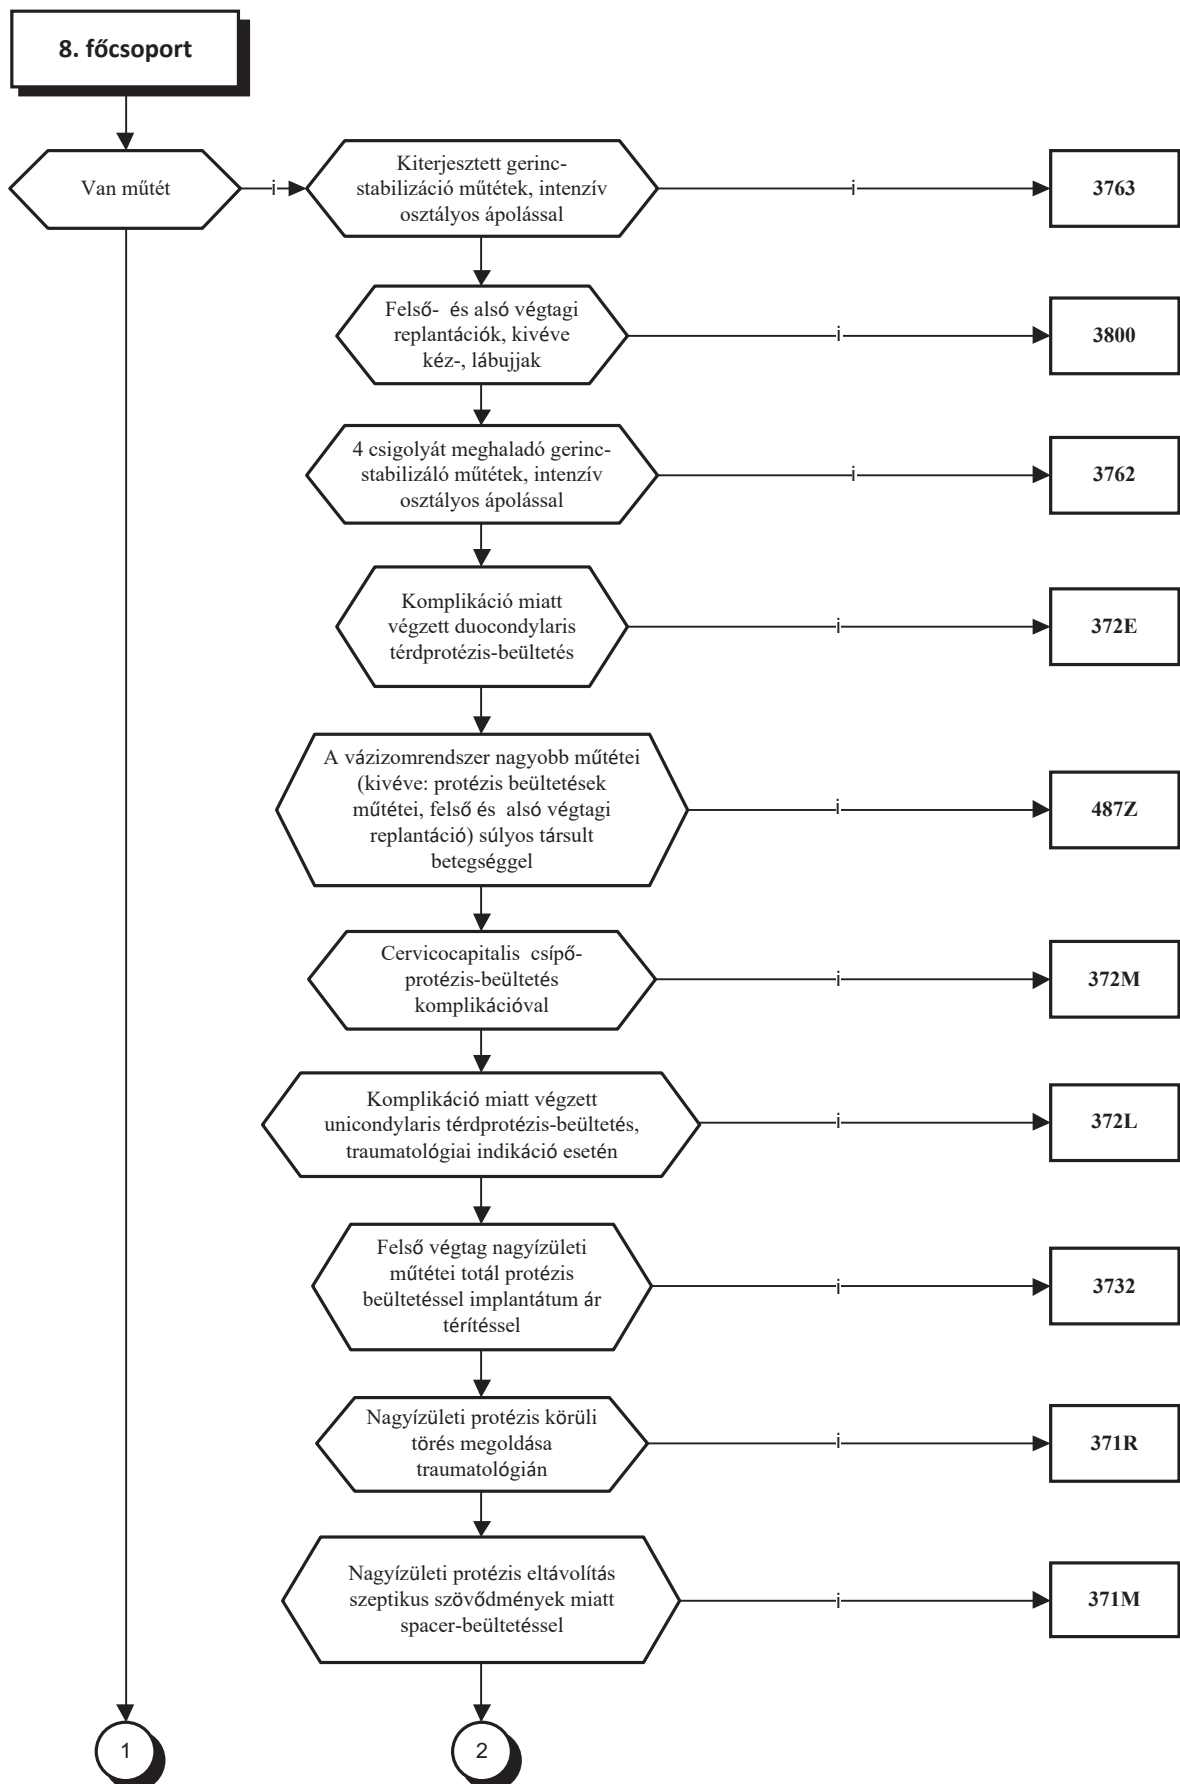 8. főcsoport
Van műtét
i
Kiterjesztett gerinc-
stabilizáció műtétek, intenzív
osztályos ápolással
i
3763
Felső- és alsó végtagi
replantációk, kivéve
kéz-, lábujjak
i
3800
4 csigolyát meghaladó gerinc-
stabilizáló műtétek, intenzív
osztályos ápolással
i
3762
Komplikáció miatt
végzett duocondylaris
térdprotézis-beültetés
i
372E
A vázizomrendszer nagyobb műtétei
(kivéve: protézis beültetések
műtétei, felső és alsó végtagi
replantáció) súlyos társult
betegséggel
i
487Z
Cervicocapitalis csípő-
protézis-beültetés
komplikációval
i
372M
Komplikáció miatt végzett
unicondylaris térdprotézis-beültetés,
traumatológiai indikáció esetén
i
372L
Felső végtag nagyízületi
műtétei totál protézis
beültetéssel implantátum ár
térítéssel
i
3732
Nagyízületi protézis körüli
törés megoldása
traumatológián
i
371R
Nagyízületi protézis eltávolítás
szeptikus szövődmények miatt
spacer-beültetéssel
i
371M
1
2